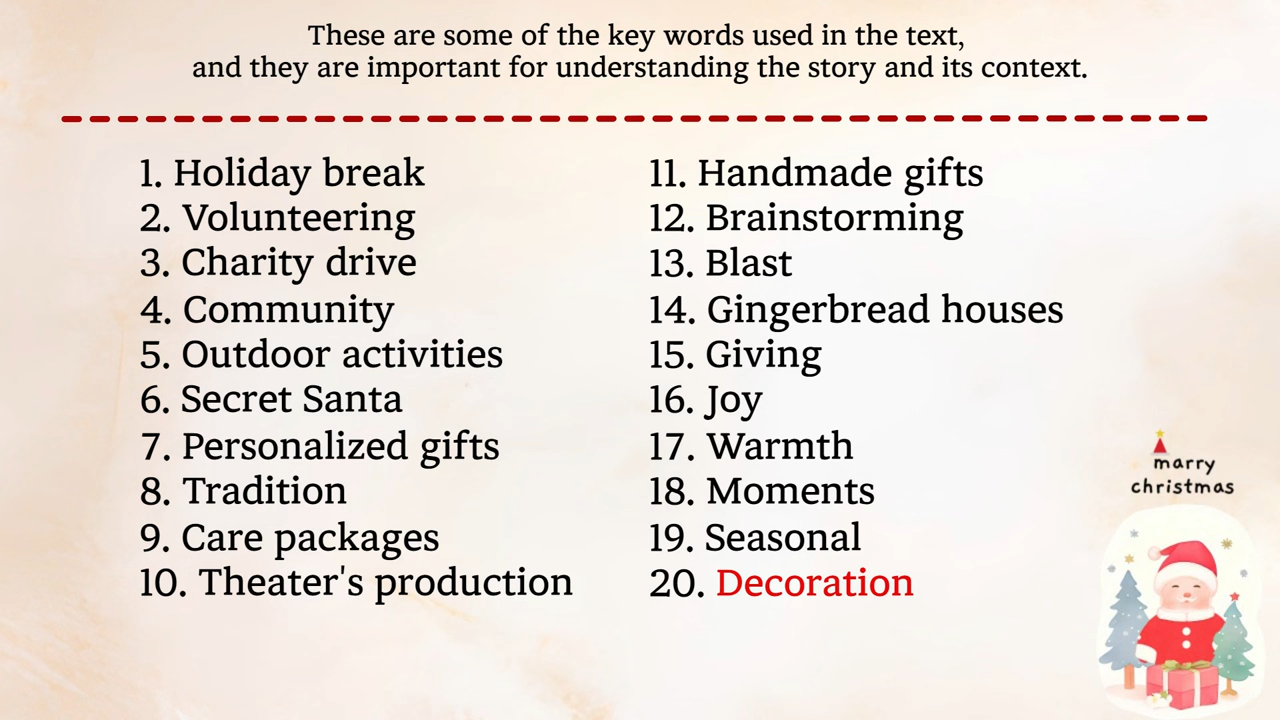 These are some of the key words used in the text,
and they are important for understanding the story and its context.
1. Holiday break
2. Volunteering
3. Charity drive
4. Community
5. Outdoor activities
6. Secret Santa
7. Personalized gifts
8. Tradition
9. Care packages
10. Theater's production
11. Handmade gifts
12. Brainstorming
13. Blast
14. Gingerbread houses
15. Giving
16. Joy
17. Warmth
18. Moments
19. Seasonal
20. Decoration
marry
christmas